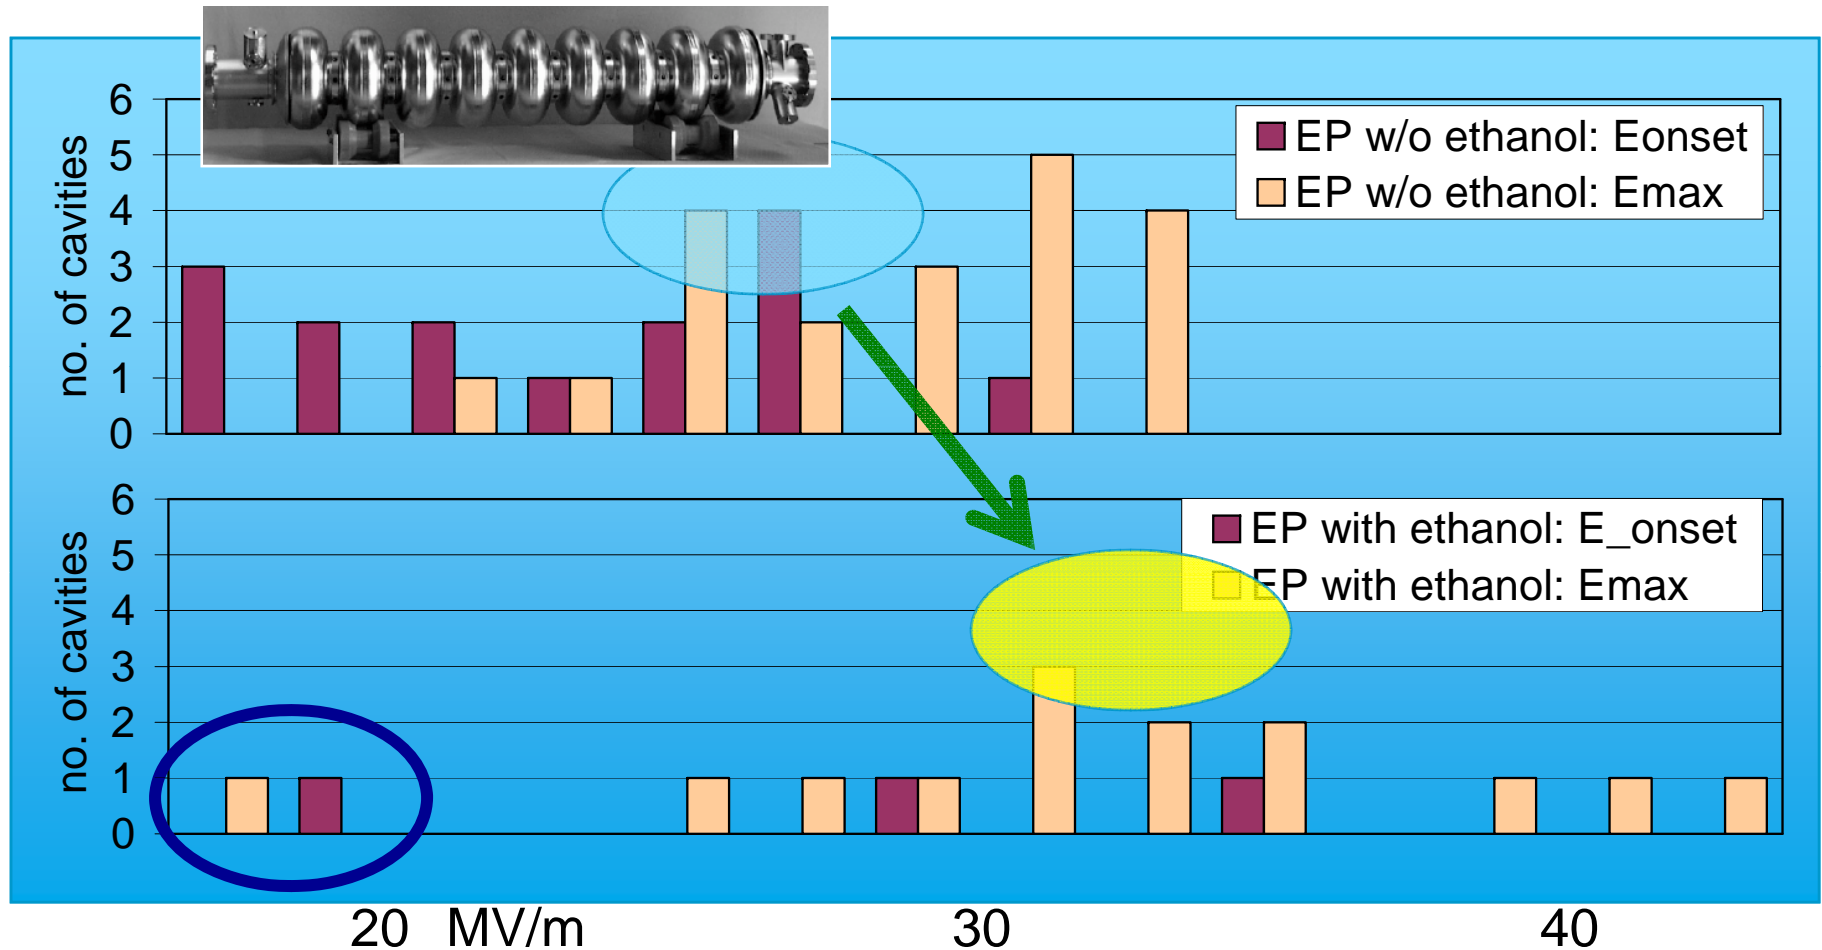 6
5
4
3
2
1
0
no. of cavities
EP w/o ethanol: Eonset
EP w/o ethanol: Emax
6
5
4
3
2
1
0
no. of cavities
EP with ethanol: E_onset
EP with ethanol: Emax
20 MV/m 30 40